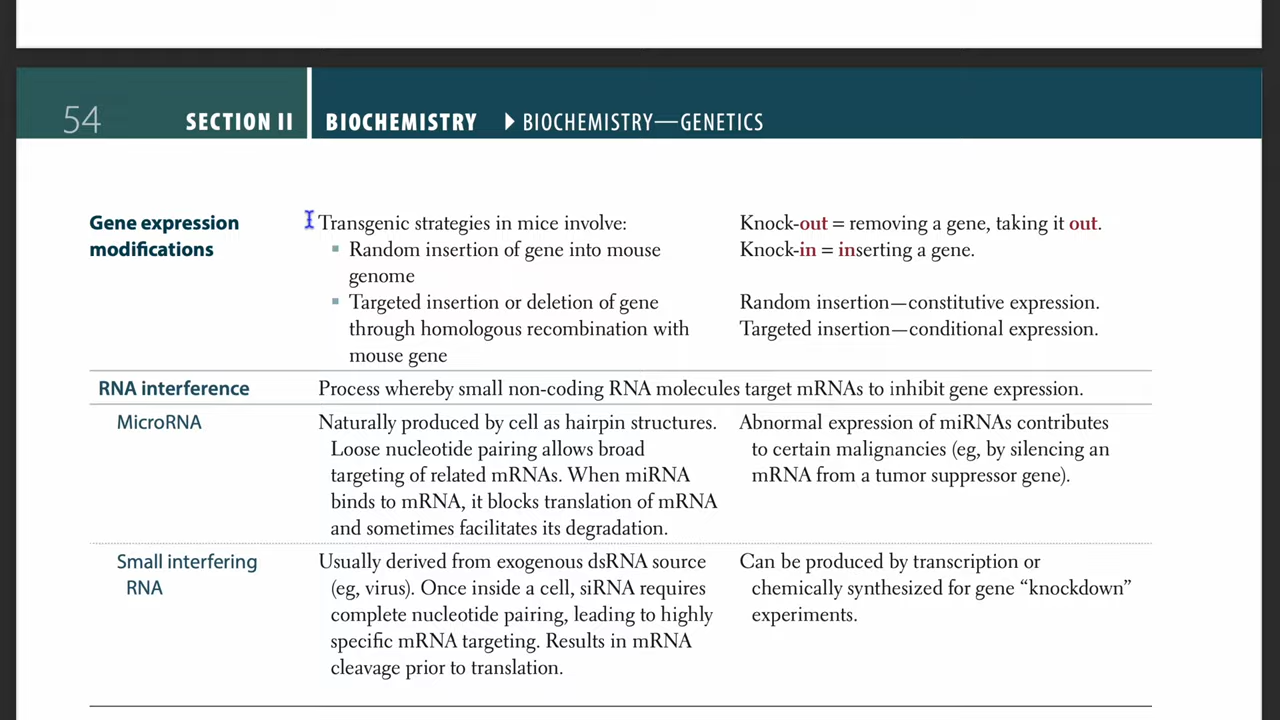 54 SECTION II BIOCHEMISTRY ▶ BIOCHEMISTRY—GENETICS
Gene expression
modifications
Transgenic strategies in mice involve:
▪ Random insertion of gene into mouse
genome
▪ Targeted insertion or deletion of gene
through homologous recombination with
mouse gene
Knock-out = removing a gene, taking it out.
Knock-in = inserting a gene.
Random insertion—constitutive expression.
Targeted insertion—conditional expression.
RNA interference
Process whereby small non-coding RNA molecules target mRNAs to inhibit gene expression.
MicroRNA
Naturally produced by cell as hairpin structures.
Loose nucleotide pairing allows broad
targeting of related mRNAs. When miRNA
binds to mRNA, it blocks translation of mRNA
and sometimes facilitates its degradation.
Abnormal expression of miRNAs contributes
to certain malignancies (eg, by silencing an
mRNA from a tumor suppressor gene).
Small interfering
RNA
Usually derived from exogenous dsRNA source
(eg, virus). Once inside a cell, siRNA requires
complete nucleotide pairing, leading to highly
specific mRNA targeting. Results in mRNA
cleavage prior to translation.
Can be produced by transcription or
chemically synthesized for gene “knockdown”
experiments.